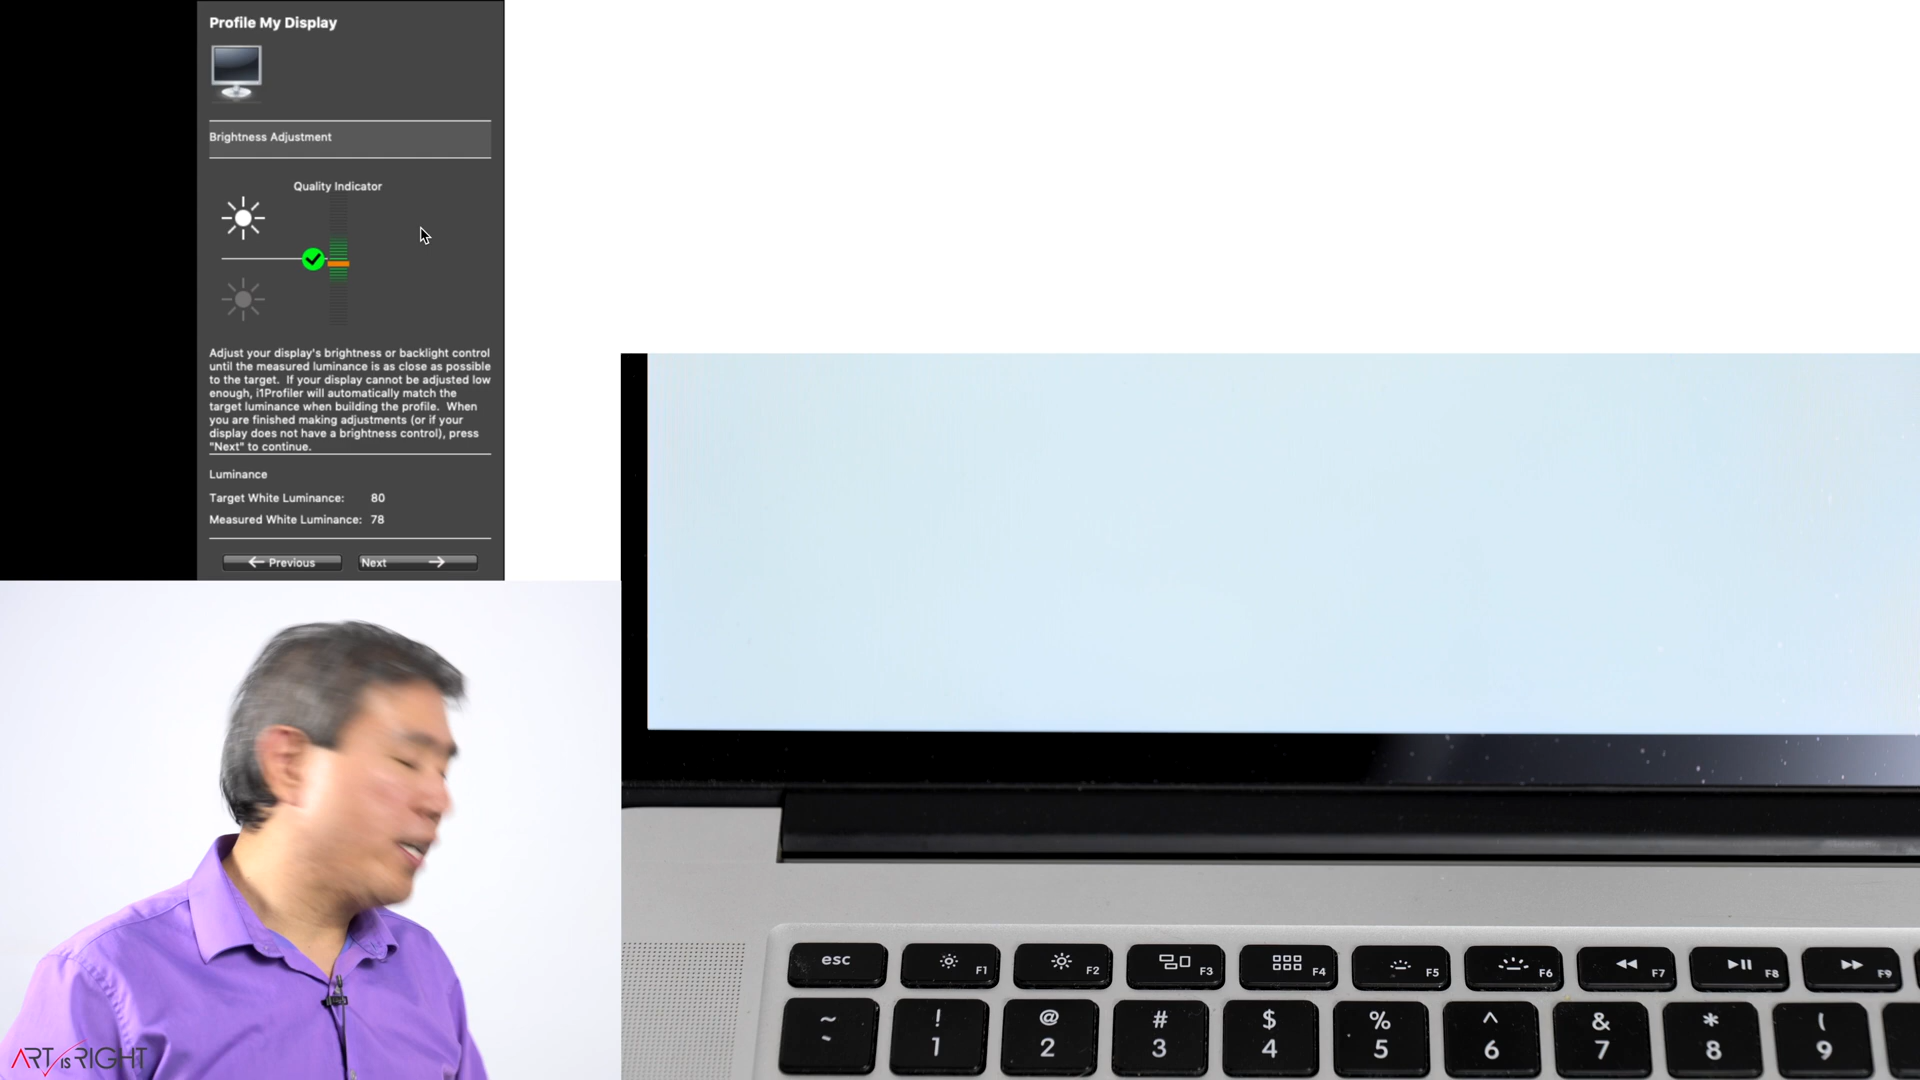 Profile My Display
Brightness Adjustment
Quality Indicator
Adjust your display's brightness or backlight control
until the measured luminance is as close as possible
to the target.  If your display cannot be adjusted low
enough, i1Profiler will automatically match the
target luminance when building the profile.  When
you are finished making adjustments (or if your
display does not have a brightness control), press
"Next" to continue.
Luminance
Target White Luminance: 80
Measured White Luminance: 78
Previous Next
esc F1 F2 F3 F4 F5 F6 F7 F8 F9
~ ! @ # $ % ^ & * (
` 1 2 3 4 5 6 7 8 9
ART is RIGHT